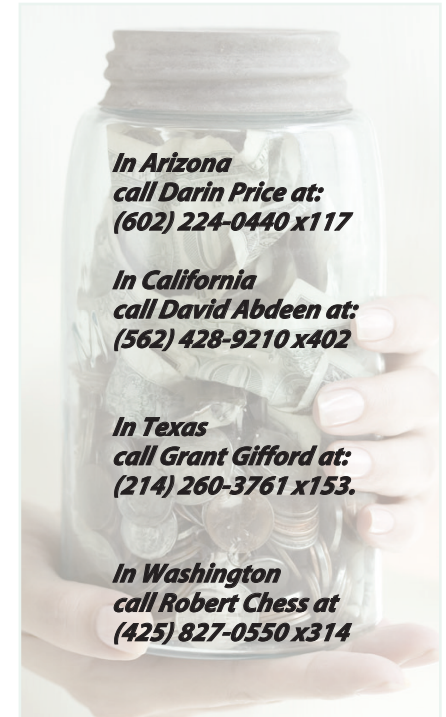 In Arizona
call Darin Price at:
(602) 224-0440 x117
In California
call David Abdeen at:
(562) 428-9210 x402
In Texas
call Grant Gifford at:
(214) 260-3761 x153.
In Washington
call Robert Chess at
(425) 827-0550 x314